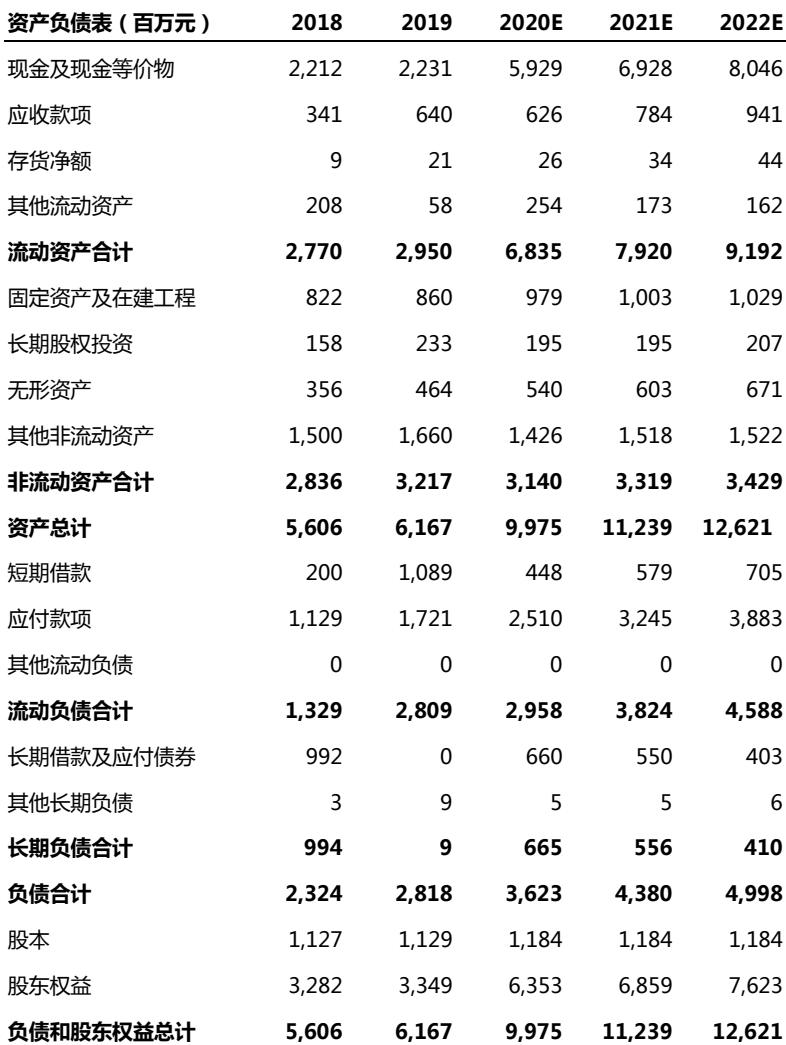 资产负债表（百万元） 2018 2019 2020E 2021E 2022E
现金及现金等价物 2,212 2,231 5,929 6,928 8,046
应收款项 341 640 626 784 941
存货净额 9 21 26 34 44
其他流动资产 208 58 254 173 162
流动资产合计 2,770 2,950 6,835 7,920 9,192
固定资产及在建工程 822 860 979 1,003 1,029
长期股权投资 158 233 195 195 207
无形资产 356 464 540 603 671
其他非流动资产 1,500 1,660 1,426 1,518 1,522
非流动资产合计 2,836 3,217 3,140 3,319 3,429
资产总计 5,606 6,167 9,975 11,239 12,621
短期借款 200 1,089 448 579 705
应付款项 1,129 1,721 2,510 3,245 3,883
其他流动负债 0 0 0 0 0
流动负债合计 1,329 2,809 2,958 3,824 4,588
长期借款及应付债券 992 0 660 550 403
其他长期负债 3 9 5 5 6
长期负债合计 994 9 665 556 410
负债合计 2,324 2,818 3,623 4,380 4,998
股本 1,127 1,129 1,184 1,184 1,184
股东权益 3,282 3,349 6,353 6,859 7,623
负债和股东权益总计 5,606 6,167 9,975 11,239 12,621